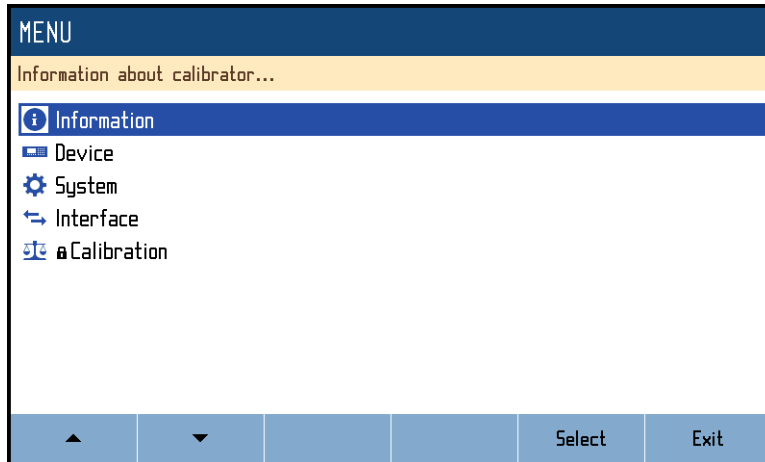 MENU
Information about calibrator...
Information
Device
System
Interface
Calibration
Select Exit